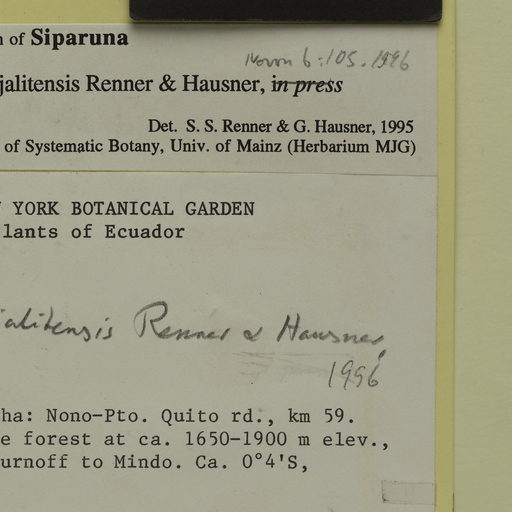 n of Siparuna
Novon 6:105.1996
jalitensis Renner & Hausner, in press
Det. S. S. Renner & G. Hausner, 1995
of Systematic Botany, Univ. of Mainz (Herbarium MJG)
YORK BOTANICAL GARDEN
lants of Ecuador
jalitensis Renner & Hausner,
1996
ha: Nono-Pto. Quito rd., km 59.
e forest at ca. 1650-1900 m elev.,
urnoff to Mindo. Ca. 0°4'S,